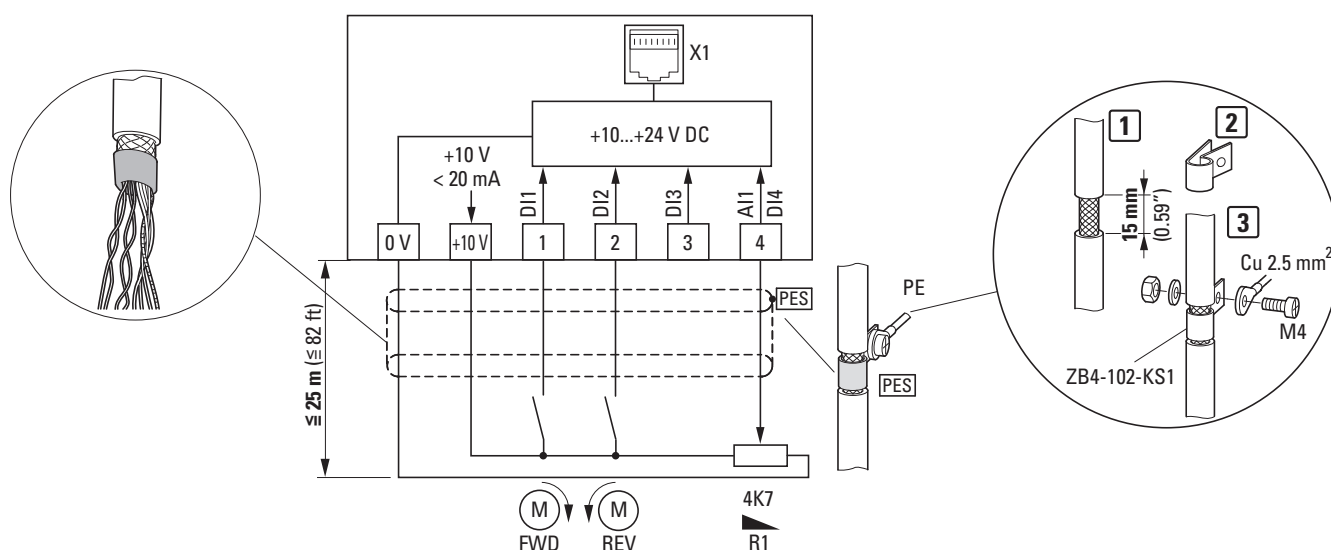 X1
+10...+24 V DC
+10 V
< 20 mA
DI1
DI2
DI3
AI1
DI4
0 V
+10 V
1
2
3
4
≦ 25 m (≦ 82 ft)
PES
PE
PES
M
M
FWD
REV
4K7
R1
1
2
15 mm
(0.59″)
3
Cu 2.5 mm²
M4
ZB4-102-KS1